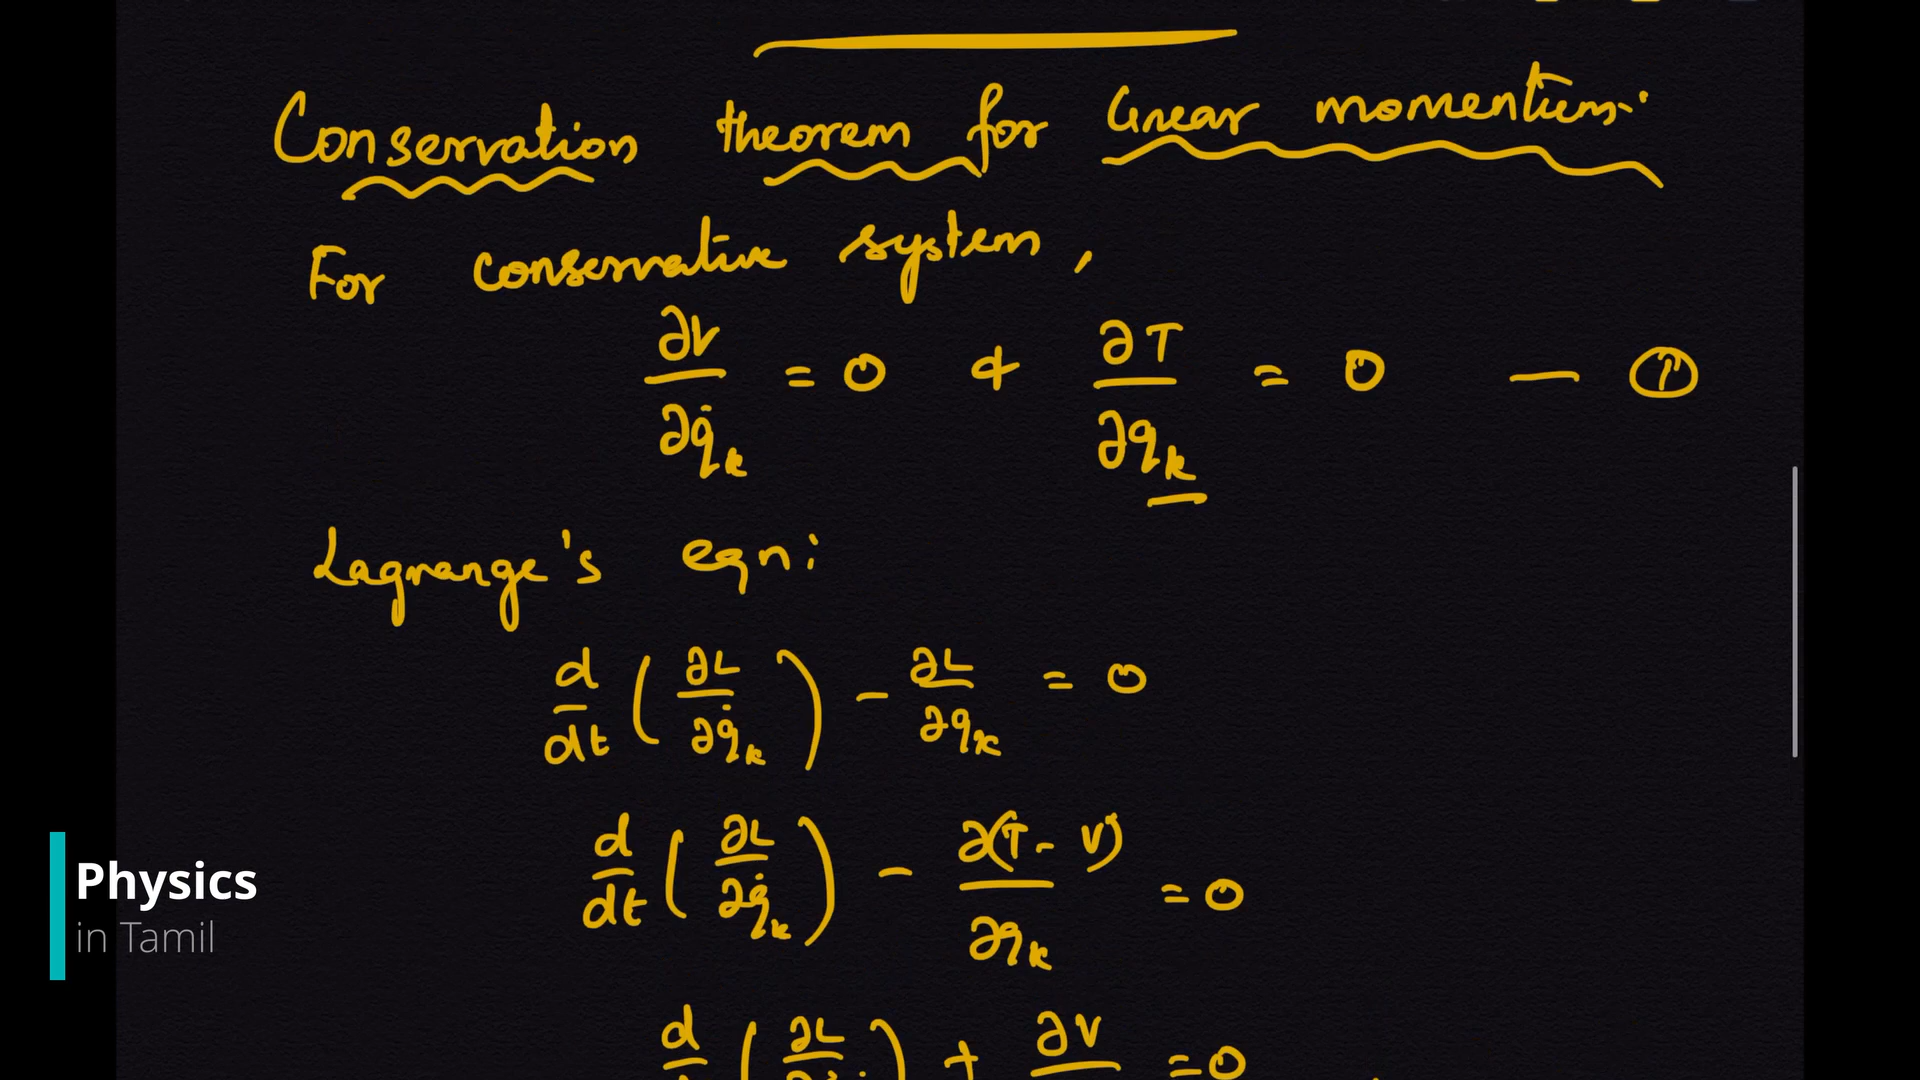 Conservation theorem for linear momentum:
For conservative system,
∂V/∂q̇ₖ = 0 & ∂T/∂qₖ = 0 — ①
Lagrange's eqn:
d/dt (∂L/∂q̇ₖ) - ∂L/∂qₖ = 0
d/dt (∂L/∂q̇ₖ) - ∂(T - V)/∂qₖ = 0
Physics
in Tamil
d/ (∂L/) + ∂V/ = 0